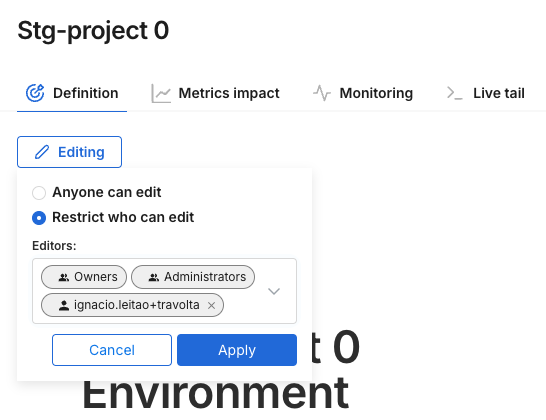 Stg-project 0
Definition
Metrics impact
Monitoring
Live tail
Editing
Anyone can edit
Restrict who can edit
Editors:
Owners
Administrators
ignacio.leitao+travolta
Cancel
Apply
t 0
Environment